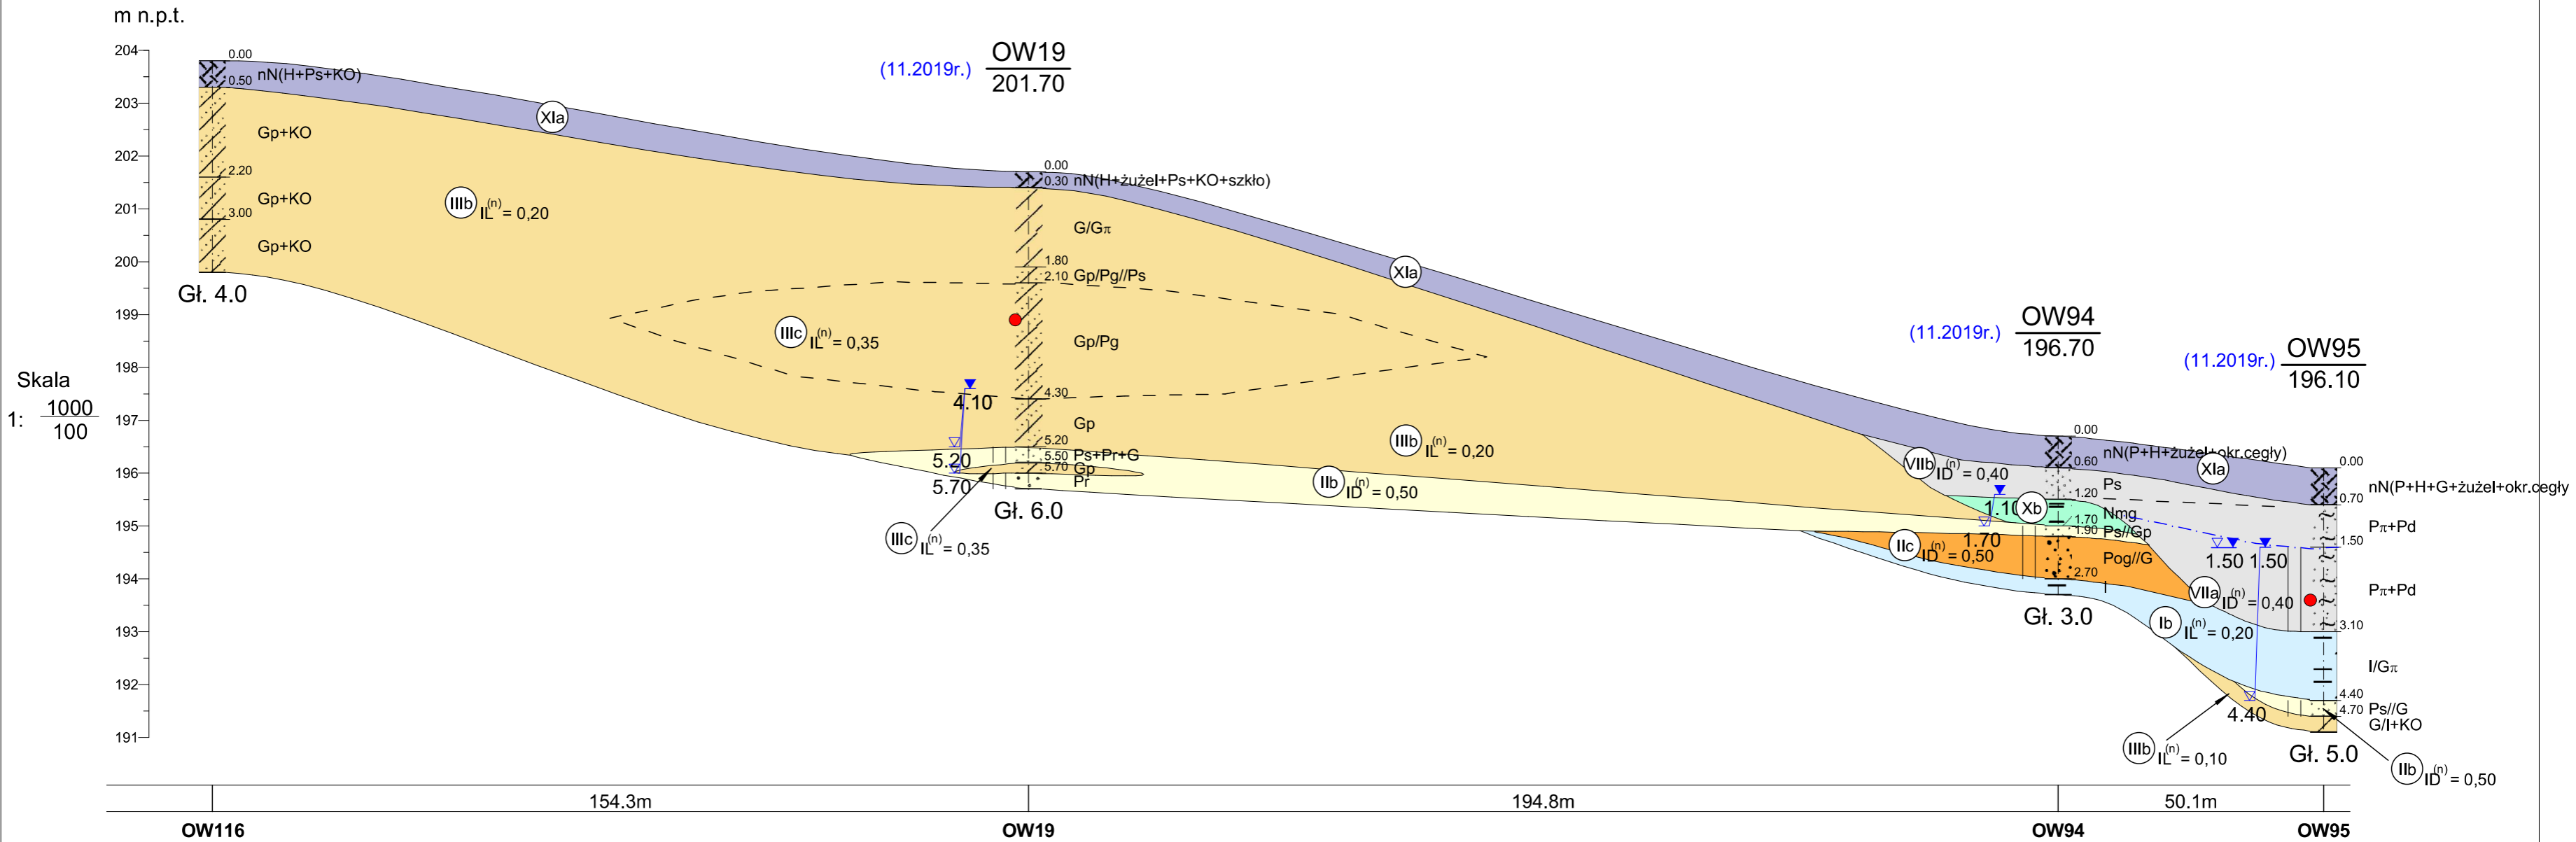 m n.p.t.
204
203
202
201
200
199
198
197
196
195
194
193
192
191
Skala
1: 1000
100
0.00
0.50 nN(H+Ps+KO)
Gp+KO
2.20
Gp+KO
3.00
Gp+KO
Gł. 4.0
XIa
IIIb IL(n) = 0,20
(11.2019r.) OW19
201.70
0.00
0.30 nN(H+żużel+Ps+KO+szkło)
G/Gπ
1.80
Gp/Pg//Ps
2.10
Gp/Pg
4.30
Gp
5.20
5.50 Ps+Pr+G
5.70 Gp
Pr
Gł. 6.0
IIIc IL(n) = 0,35
4.10
5.20
5.70
IIIc IL(n) = 0,35
XIa
IIIb IL(n) = 0,20
IIb ID(n) = 0,50
(11.2019r.) OW94
196.70
0.00
nN(P+H+żużel+okr.cegły)
0.60
Ps
1.20
Nmg
1.70
1.90 Ps//Gp
Pog//G
2.70
I
Gł. 3.0
VIIb ID(n) = 0,40
Xb
1.10
1.70
IIc ID(n) = 0,50
XIa
(11.2019r.) OW95
196.10
0.00
nN(P+H+G+żużel+okr.cegły
0.70
Pπ+Pd
1.50
Pπ+Pd
3.10
I/Gπ
4.40
Ps//G
4.70
G/I+KO
Gł. 5.0
1.50 1.50
VIIa ID(n) = 0,40
Ib IL(n) = 0,20
4.40
IIIb IL(n) = 0,10
IIb ID(n) = 0,50
154.3m 194.8m 50.1m
OW116 OW19 OW94 OW95